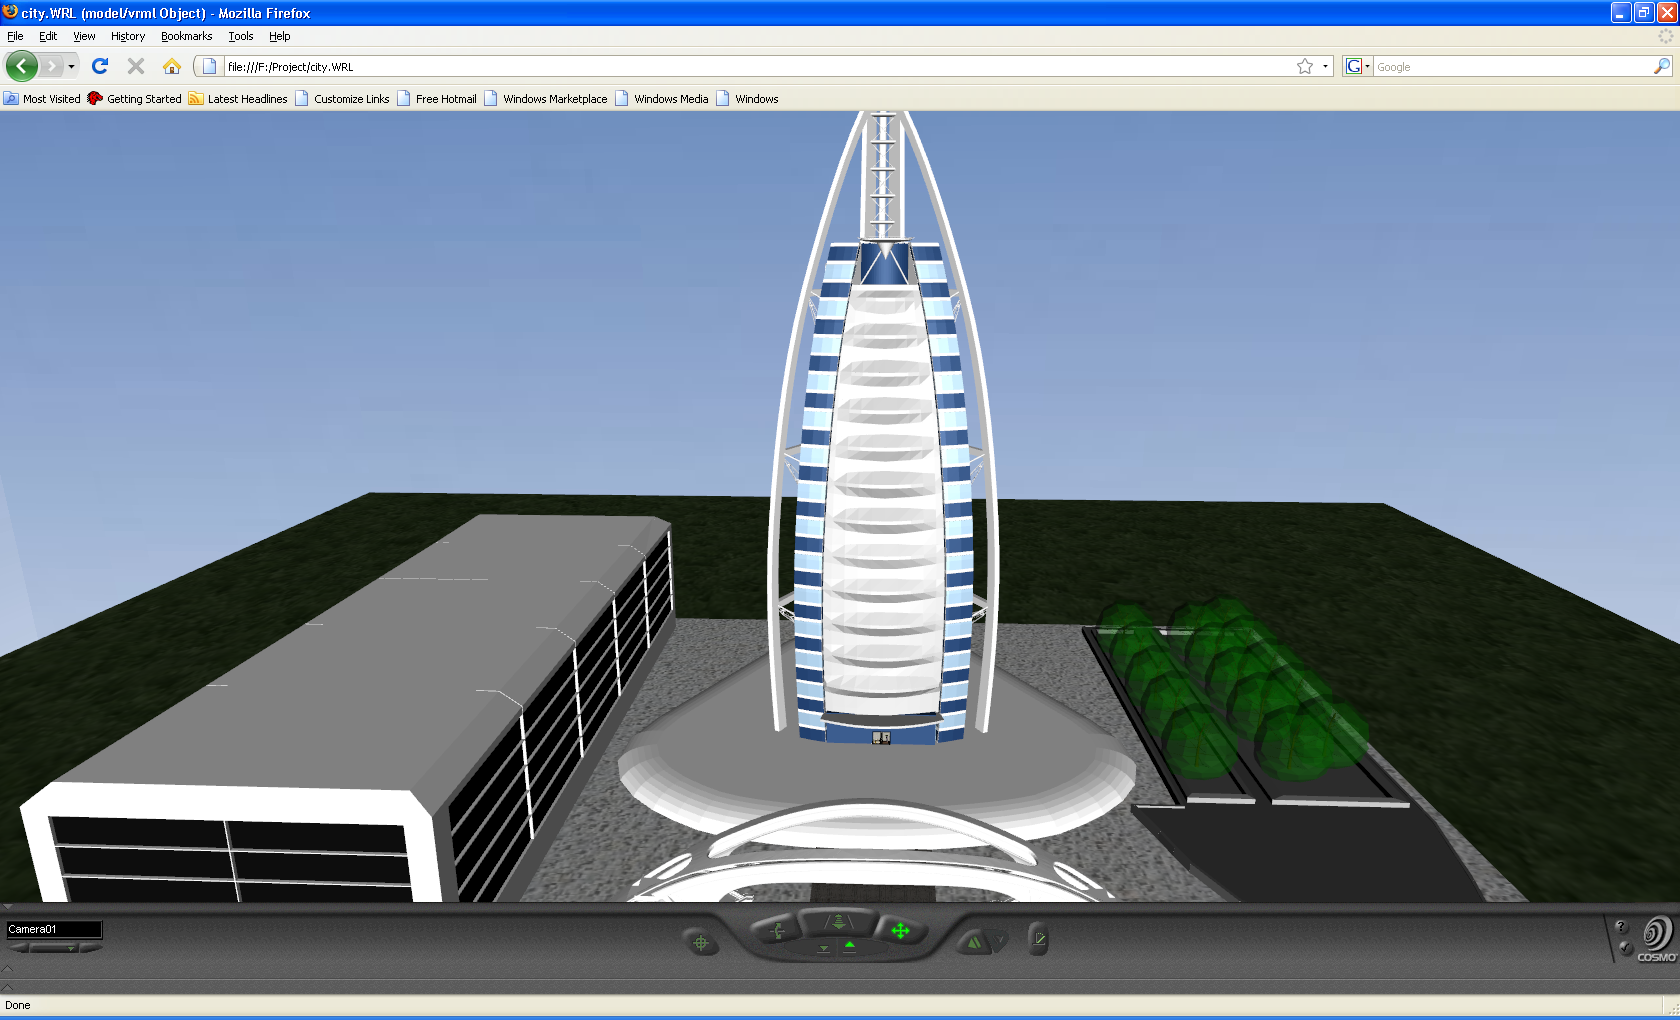 city.WRL (model/vrml Object) - Mozilla Firefox
File Edit View History Bookmarks Tools Help
file:///F:/Project/city.WRL
G Google
Most Visited Getting Started Latest Headlines Customize Links Free Hotmail Windows Marketplace Windows Media Windows
Camera01
?
COSMO
Done